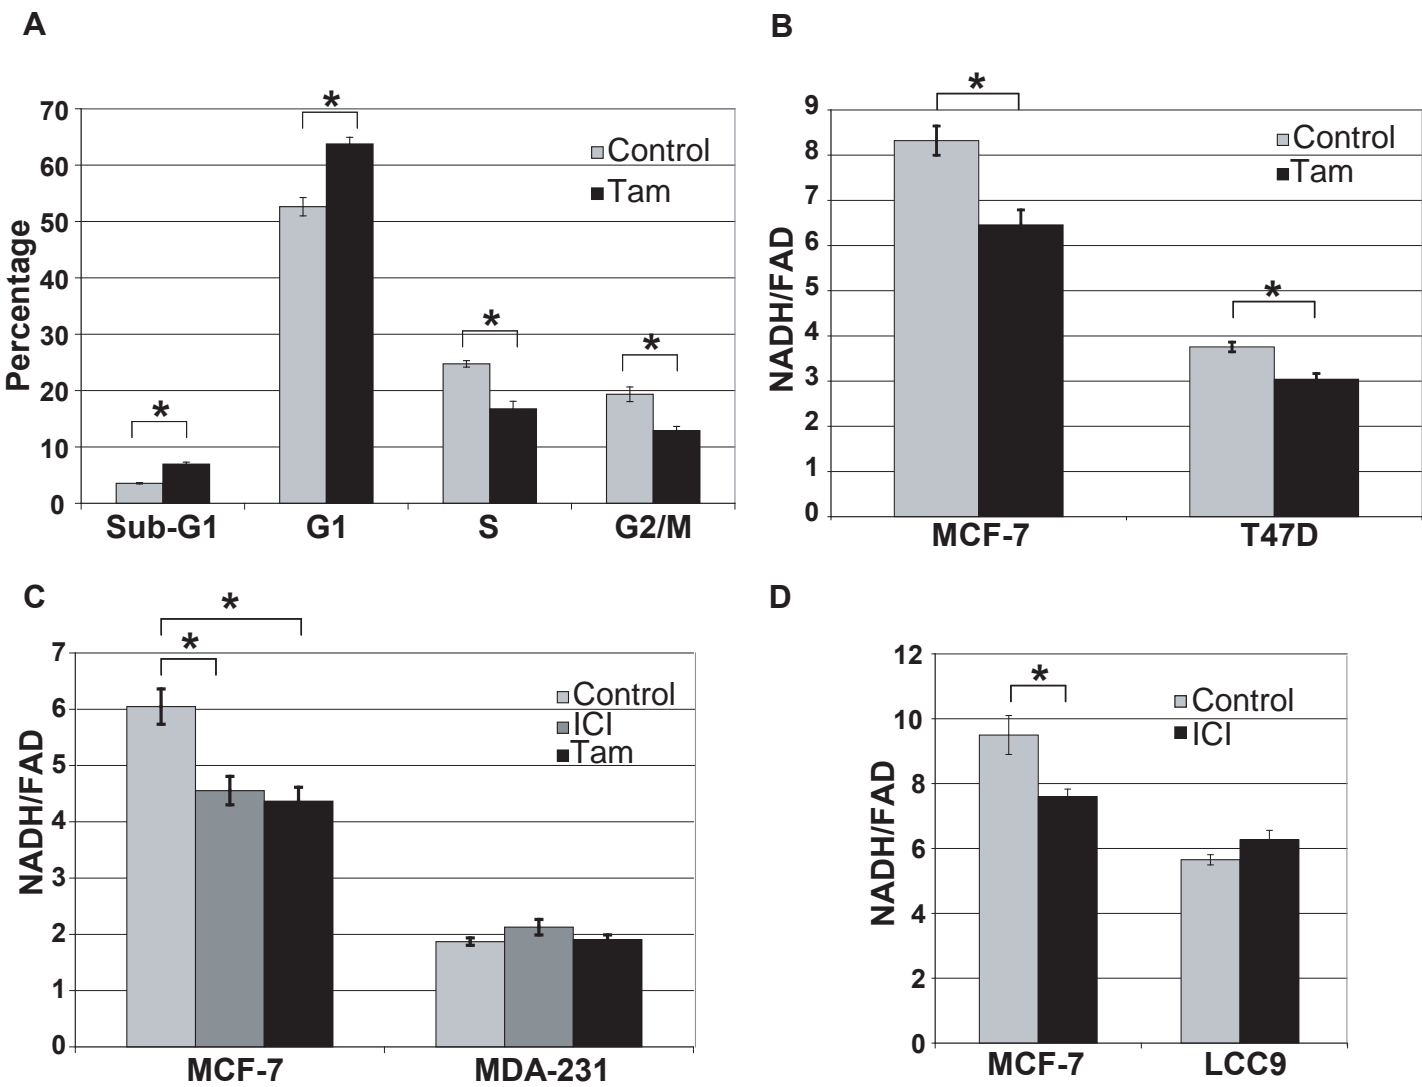 A
70
60
50
40
30
20
10
0
Percentage
*
*
*
*
Control
Tam
Sub-G1 G1 S G2/M
B
9
8
7
6
5
4
3
2
1
0
NADH/FAD
*
*
Control
Tam
MCF-7 T47D
C
7
6
5
4
3
2
1
0
NADH/FAD
*
*
Control
ICI
Tam
MCF-7 MDA-231
D
12
10
8
6
4
2
0
NADH/FAD
*
Control
ICI
MCF-7 LCC9